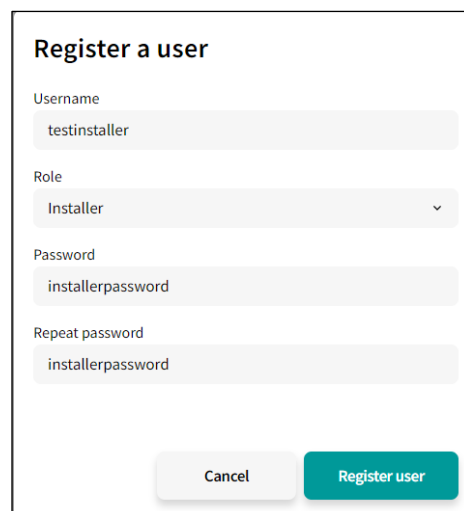 Register a user
Username
testinstaller
Role
Installer
Password
installerpassword
Repeat password
installerpassword
Cancel
Register user